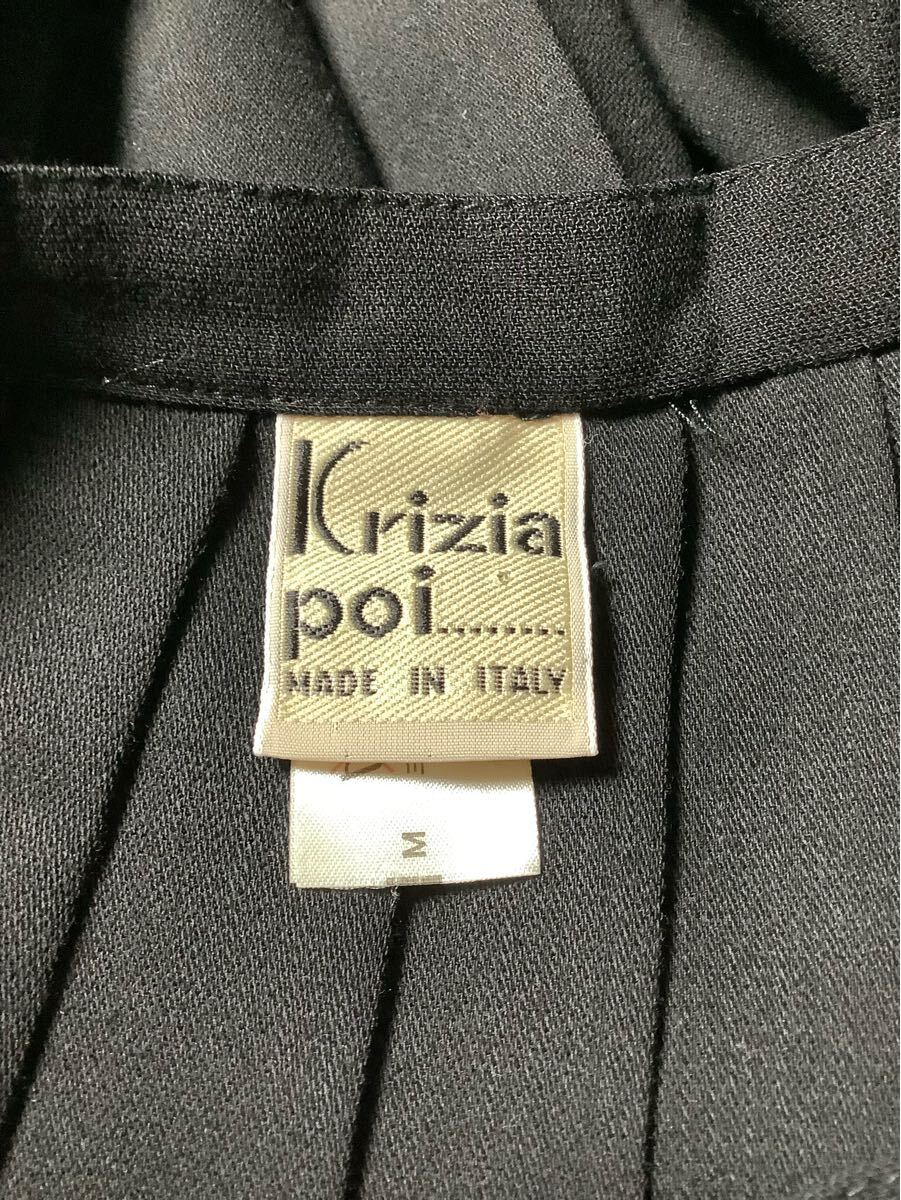 Krizia
poi.........
MADE IN ITALY
M